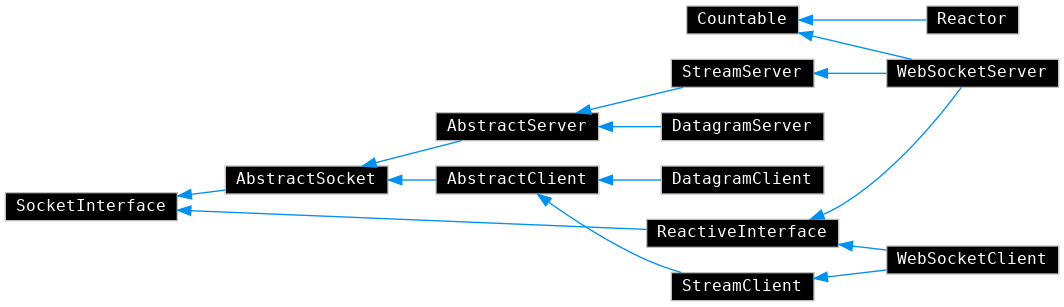 Countable
Reactor
StreamServer
WebSocketServer
AbstractServer
DatagramServer
AbstractSocket
AbstractClient
DatagramClient
SocketInterface
ReactiveInterface
WebSocketClient
StreamClient